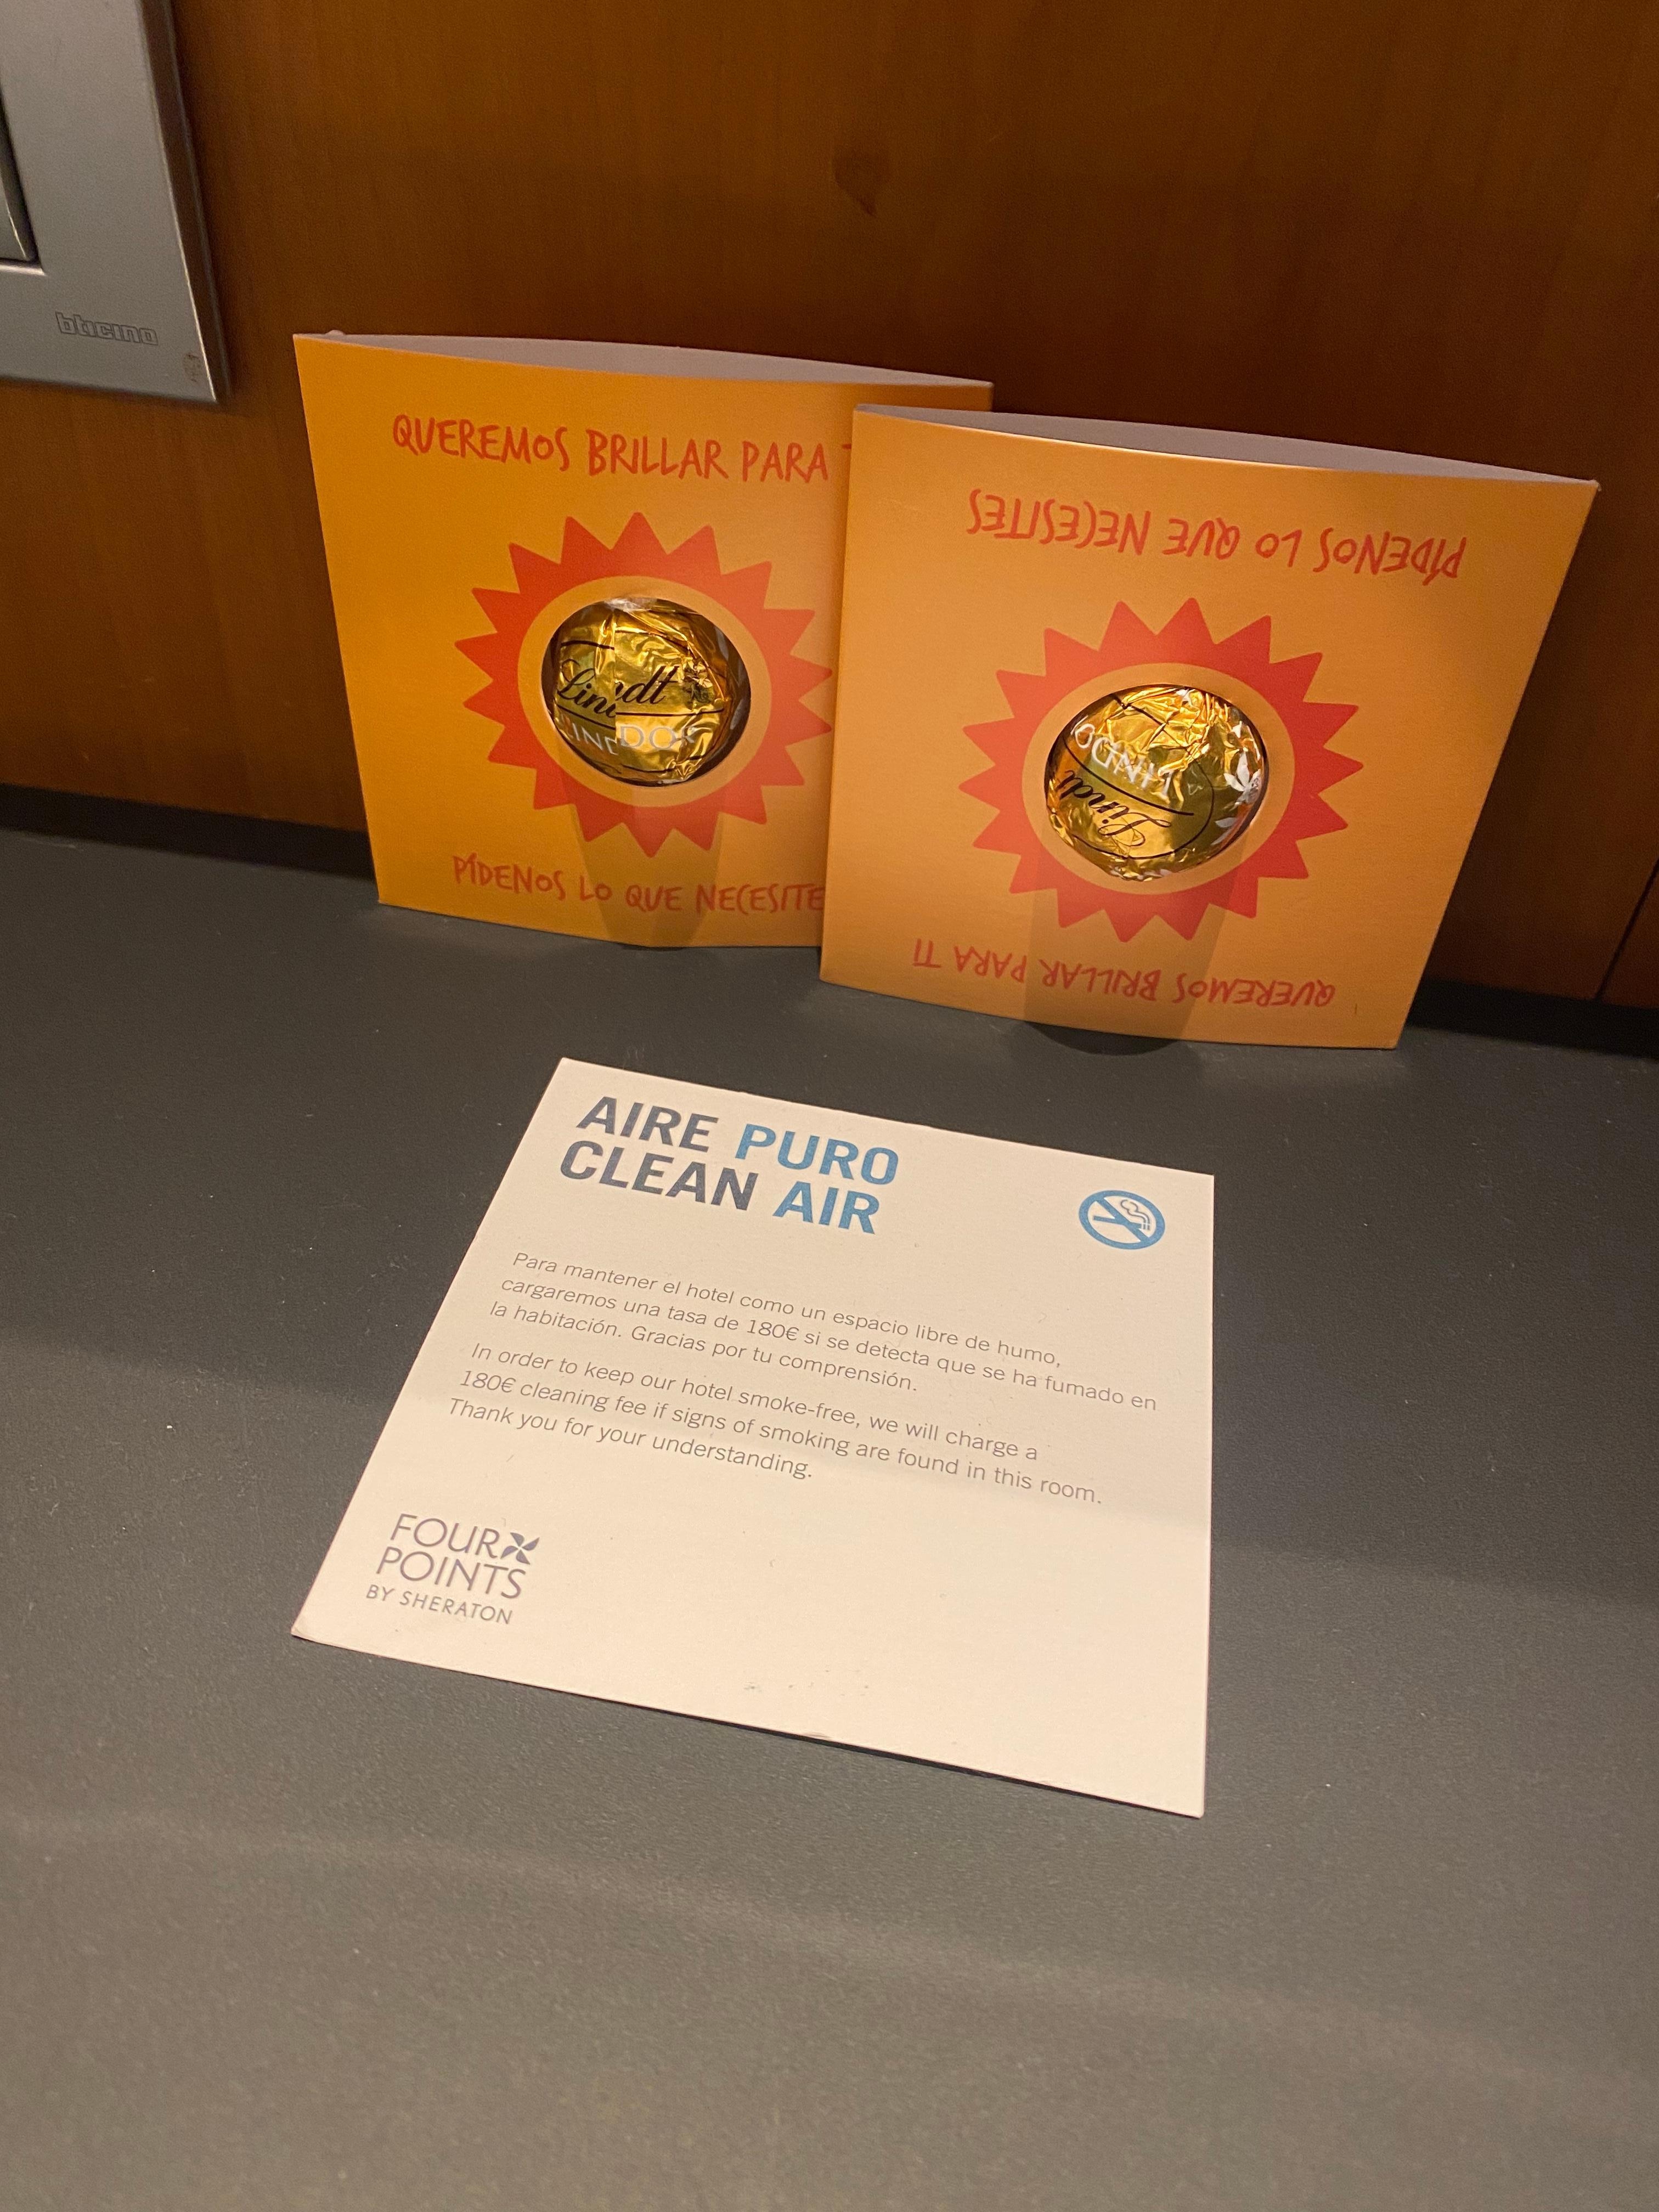 bticino
QUEREMOS BRILLAR PARA
Lindt
LINDOR
PÍDENOS LO QUE NECESITE
PÍDENOS LO QUE NECESITES
LINDO
Lindt
QUEREMOS BRILLAR PARA TI
AIRE PURO
CLEAN AIR
Para mantener el hotel como un espacio libre de humo,
cargaremos una tasa de 180€ si se detecta que se ha fumado en
la habitación. Gracias por tu comprensión.
In order to keep our hotel smoke-free, we will charge a
180€ cleaning fee if signs of smoking are found in this room.
Thank you for your understanding.
FOUR
POINTS
BY SHERATON